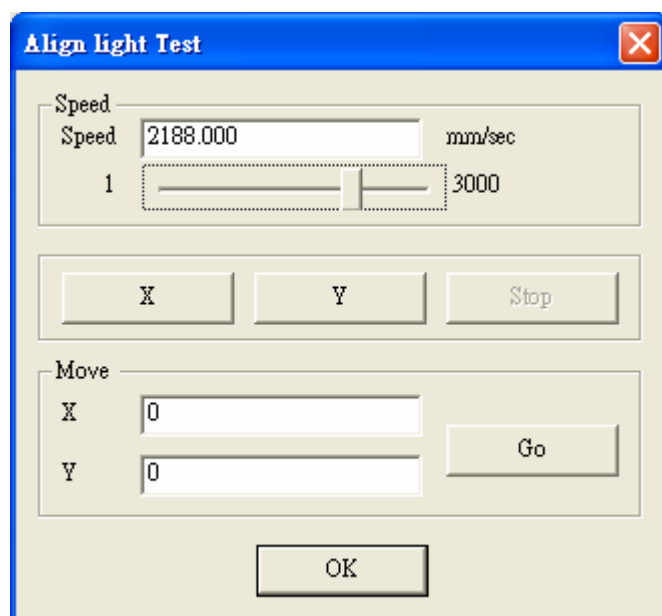 Align light Test
Speed
Speed 2188.000 mm/sec
1 3000
X Y Stop
Move
X 0
Go
Y 0
OK